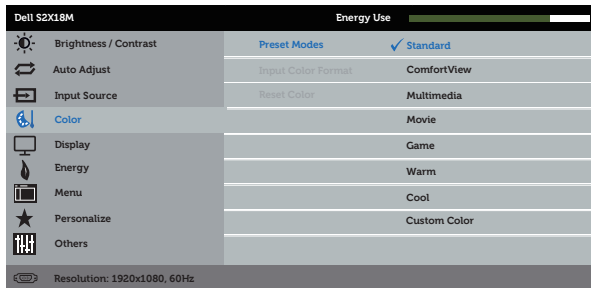 Dell S2X18M Energy Use
Brightness / Contrast Preset Modes Standard
Auto Adjust Input Color Format ComfortView
Input Source Reset Color Multimedia
Color Movie
Display Game
Energy Warm
Menu Cool
Personalize Custom Color
Others
Resolution: 1920x1080, 60Hz